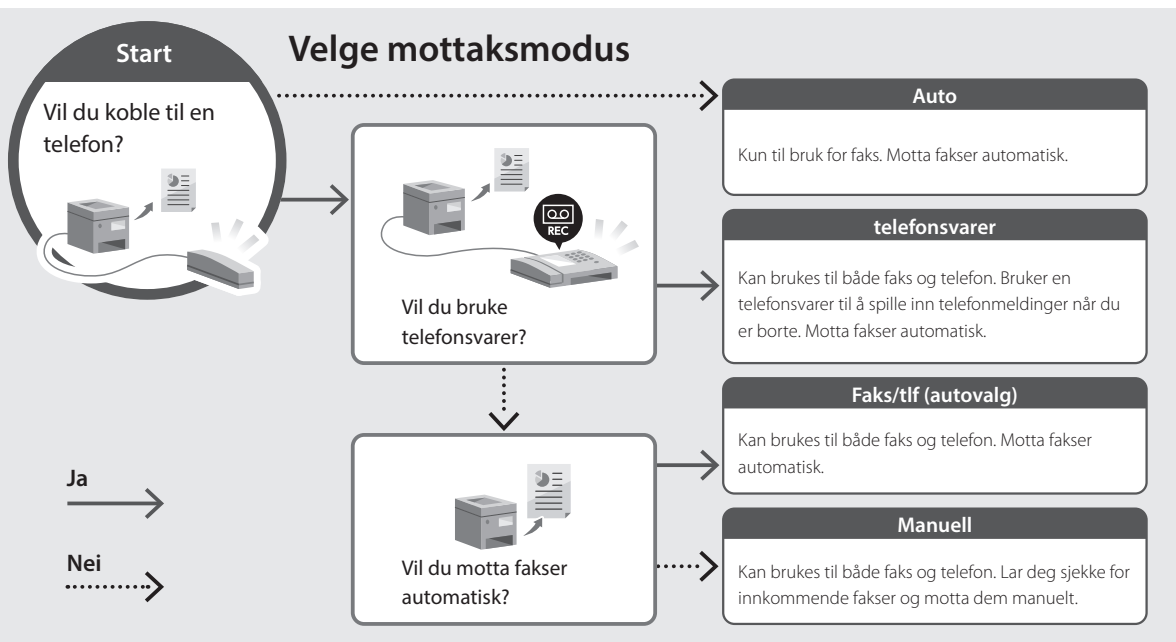 Velge mottaksmodus
Start
Vil du koble til en
telefon?
REC
Vil du bruke
telefonsvarer?
Vil du motta fakser
automatisk?
Auto
Kun til bruk for faks. Motta fakser automatisk.
telefonsvarer
Kan brukes til både faks og telefon. Bruker en
telefonsvarer til å spille inn telefonmeldinger når du
er borte. Motta fakser automatisk.
Faks/tlf (autovalg)
Kan brukes til både faks og telefon. Motta fakser
automatisk.
Manuell
Kan brukes til både faks og telefon. Lar deg sjekke for
innkommende fakser og motta dem manuelt.
Ja
Nei